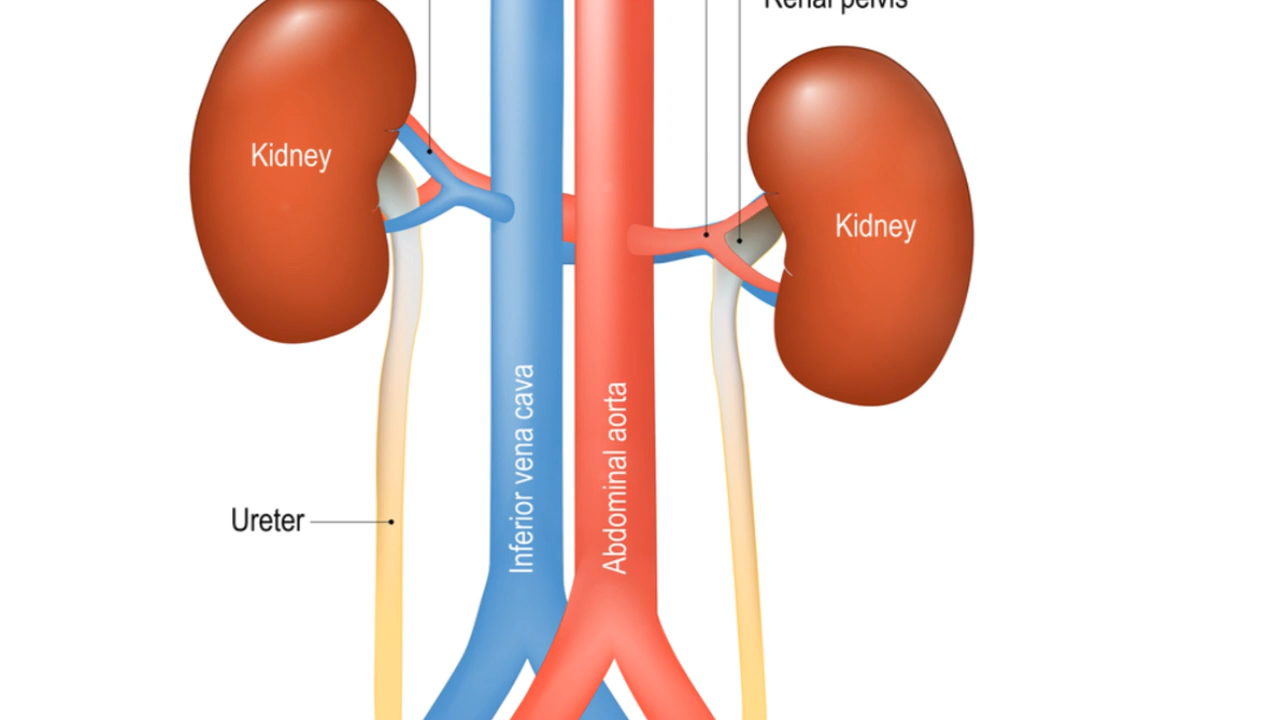 Renal pelvis
Kidney
Kidney
Inferior vena cava
Abdominal aorta
Ureter